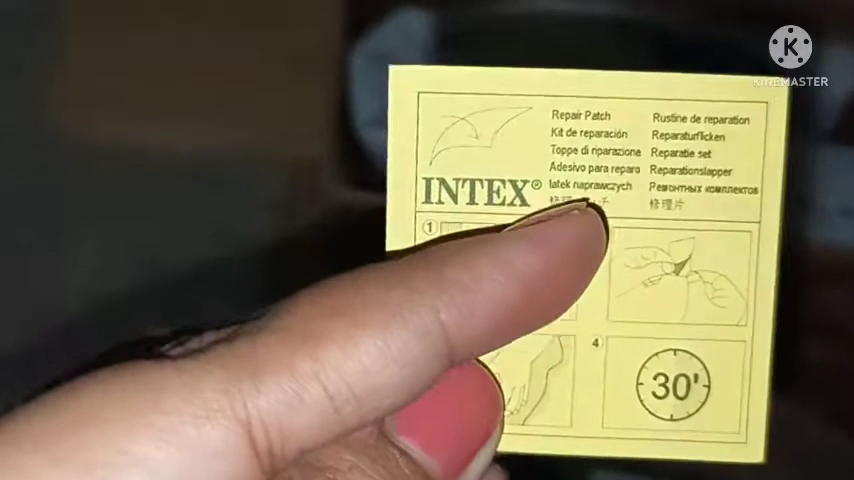 KINEMASTER
Repair Patch
Kit de reparación
Toppe di riparazione
Adesivo para reparo
latek naprawczych
Rustine de reparation
Reparaturflicken
Reparatie set
Reparationslapper
Ремонтных комплектов
修理片
INTEX®
1
4
30'